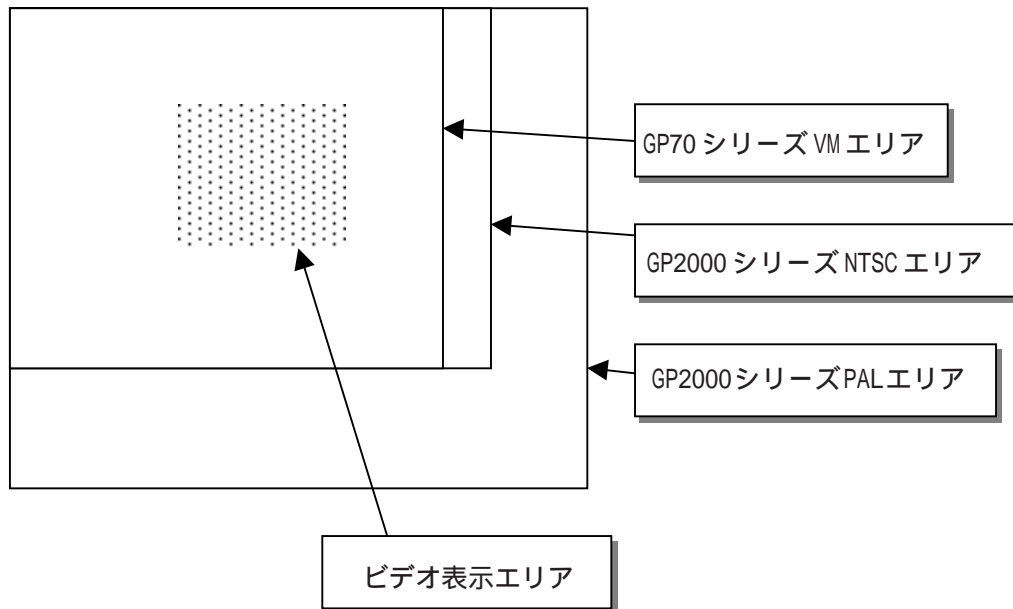 GP70 シリーズ VM エリア
GP2000 シリーズ NTSC エリア
GP2000シリーズPALエリア
ビデオ表示エリア